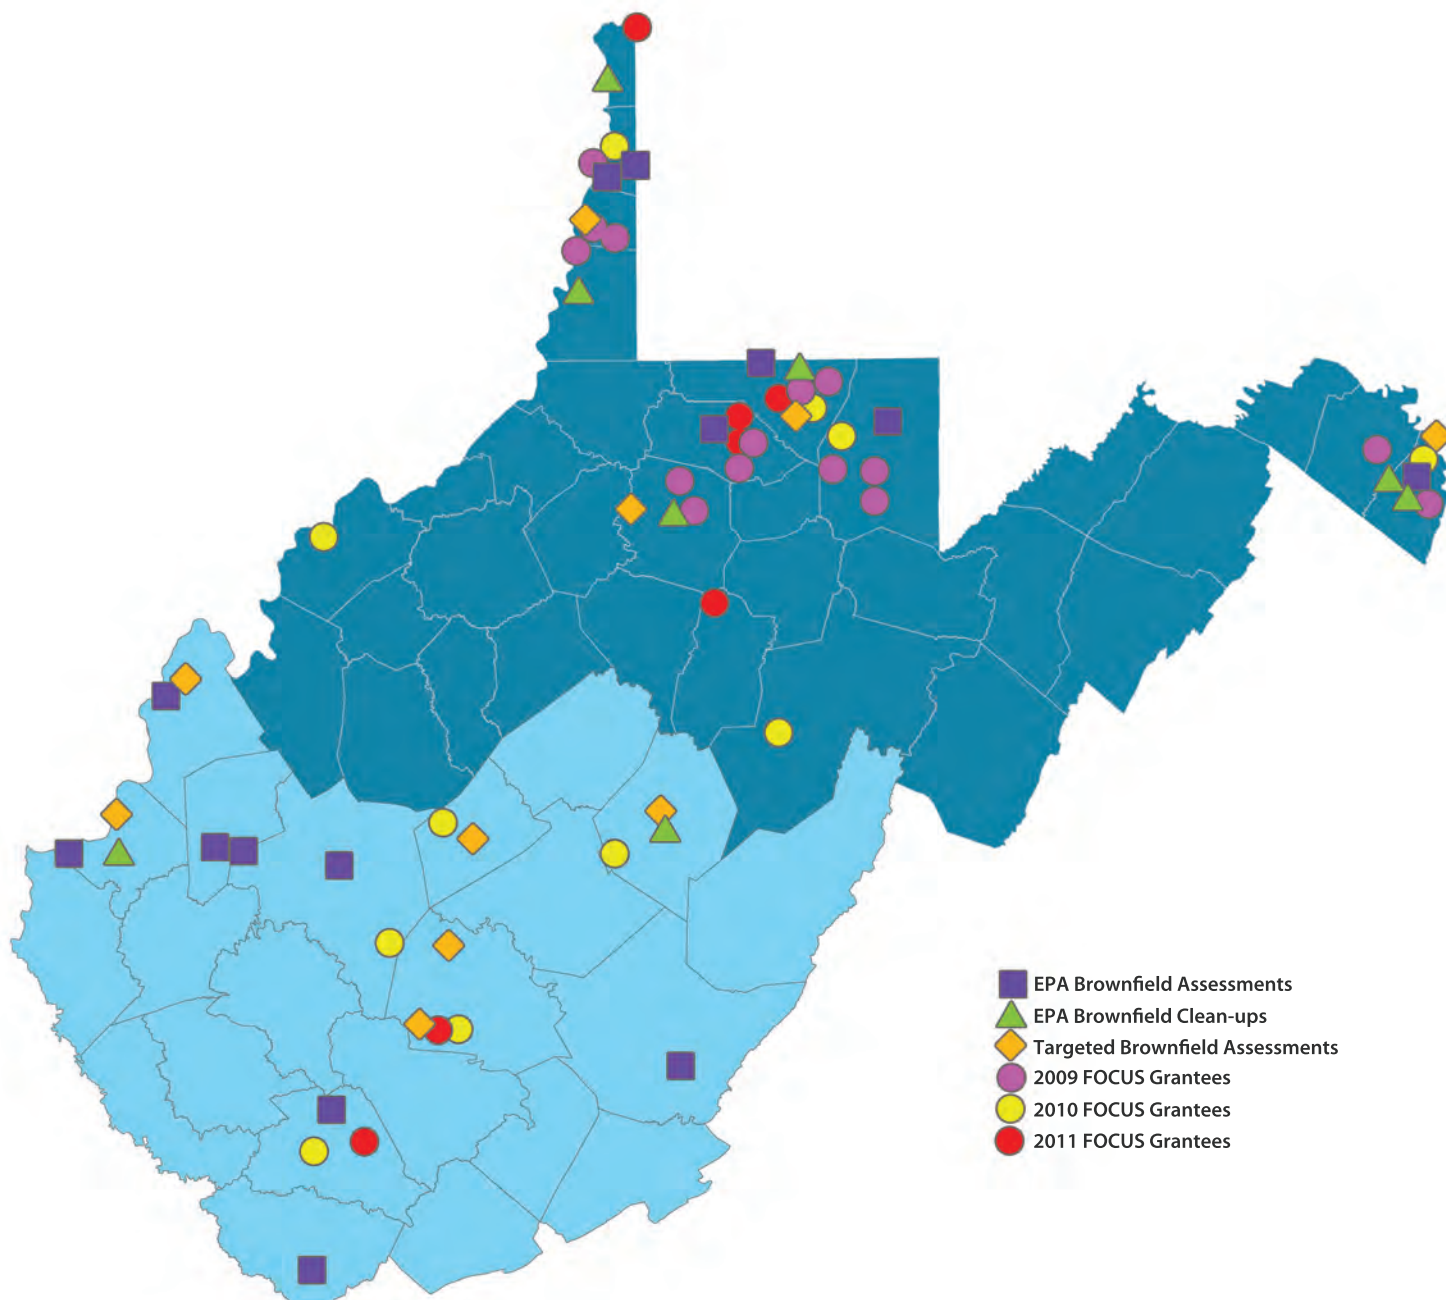 EPA Brownfield Assessments
EPA Brownfield Clean-ups
Targeted Brownfield Assessments
2009 FOCUS Grantees
2010 FOCUS Grantees
2011 FOCUS Grantees